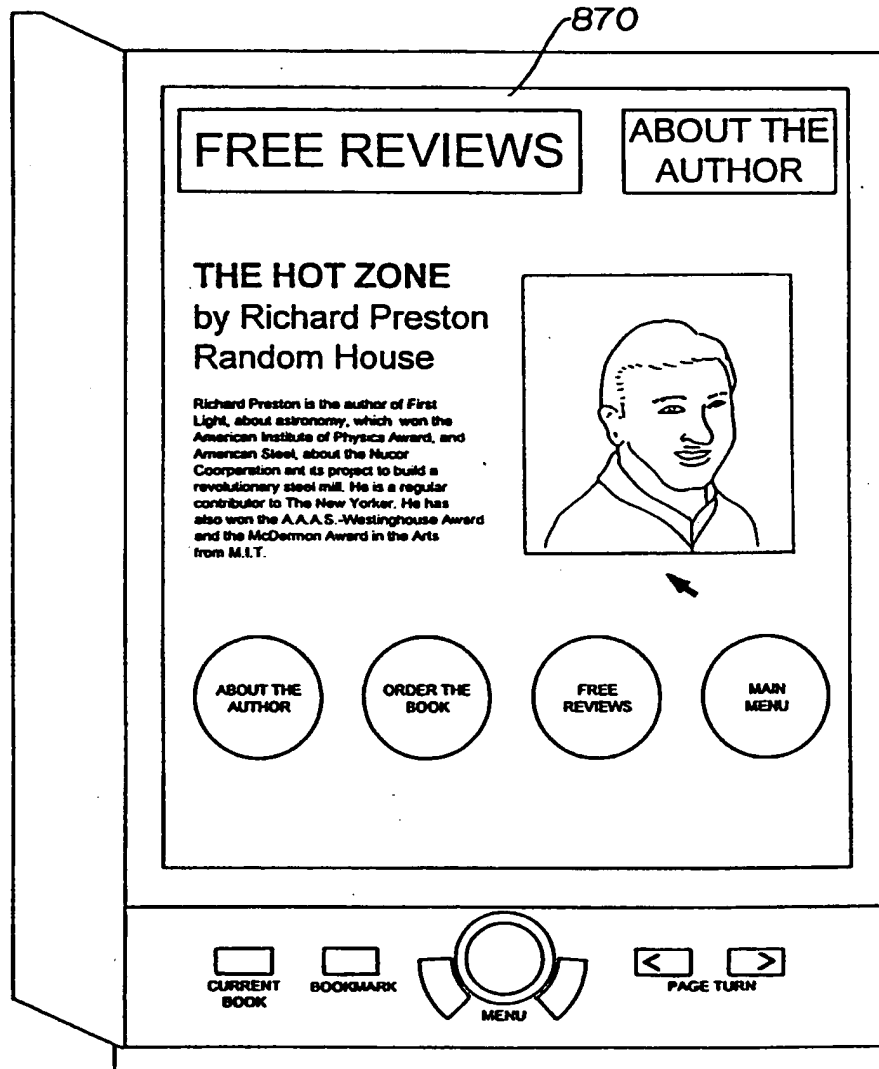 870
FREE REVIEWS
ABOUT THE
AUTHOR
THE HOT ZONE
by Richard Preston
Random House
Richard Preston is the author of First
Light, about astronomy, which won the
American Institute of Physics Award, and
American Steel, about the Nucor
Coorperation ant its project to build a
revolutionary steel mill. He is a regular
contributor to The New Yorker. He has
also won the A.A.A.S.-Westinghouse Award
and the McDermon Award in the Arts
from M.I.T.
ABOUT THE
AUTHOR
ORDER THE
BOOK
FREE
REVIEWS
MAIN
MENU
CURRENT
BOOK
BOOKMARK
MENU
< >
PAGE TURN